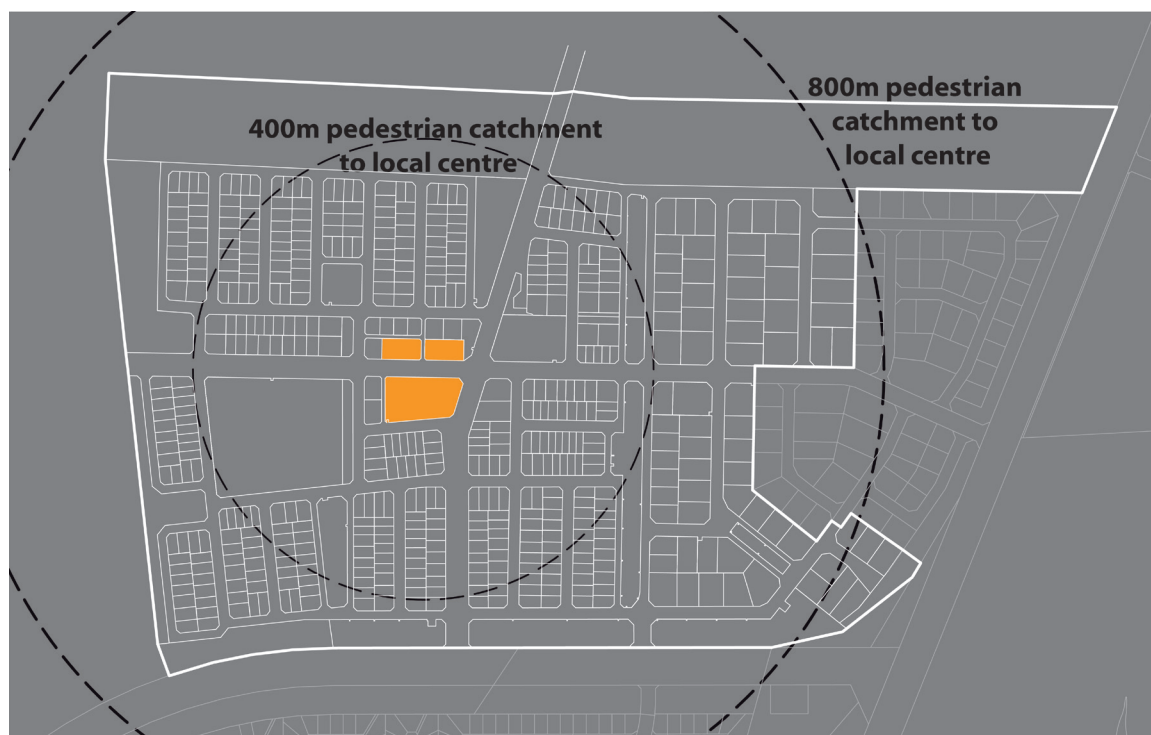 400m pedestrian catchment
to local centre
800m pedestrian
catchment to
local centre